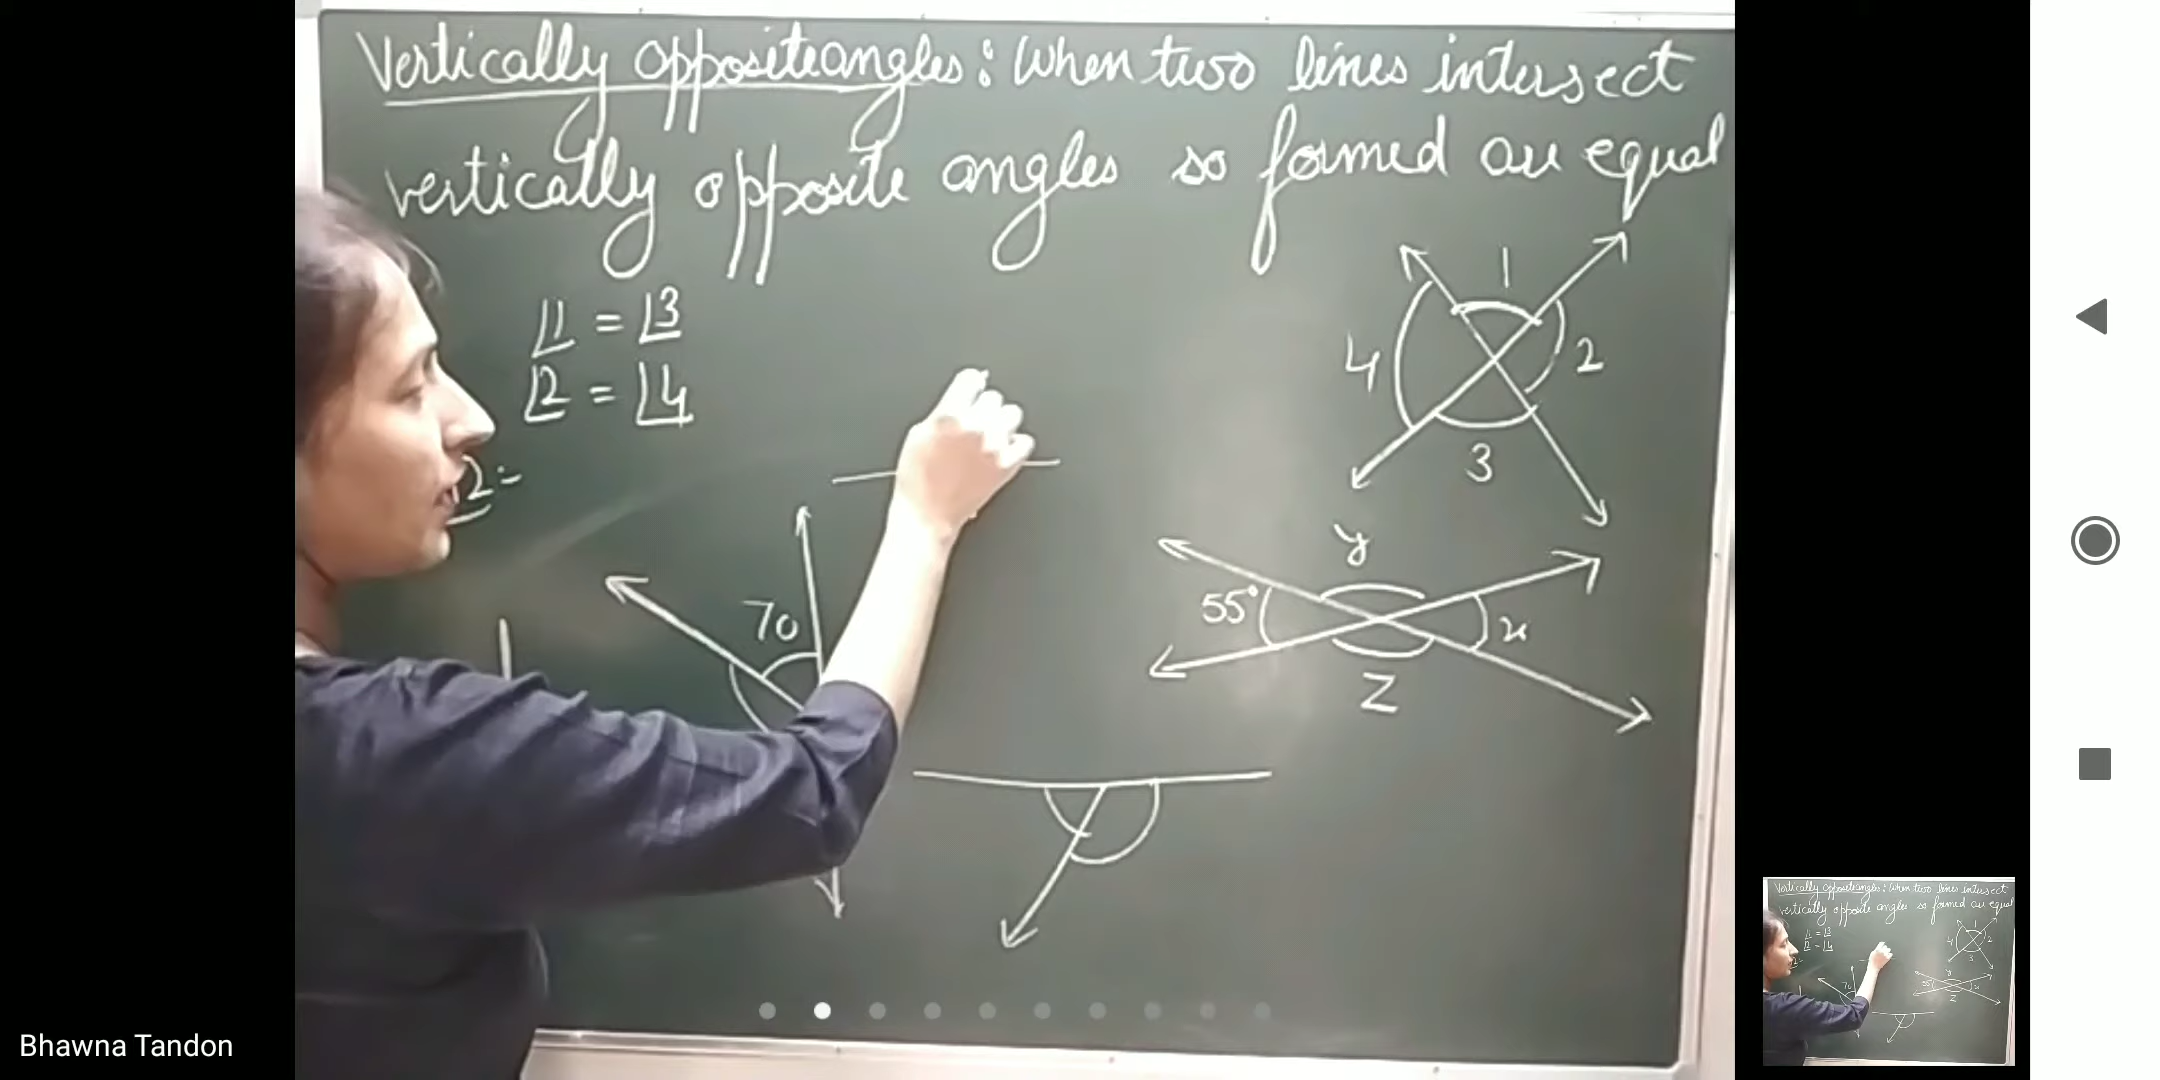 Vertically opposite angles : When two lines intersect
vertically opposite angles so formed are equal
∠1 = ∠3
∠2 = ∠4
2 =
1
4
2
3
70
y
55°
x
z
Bhawna Tandon